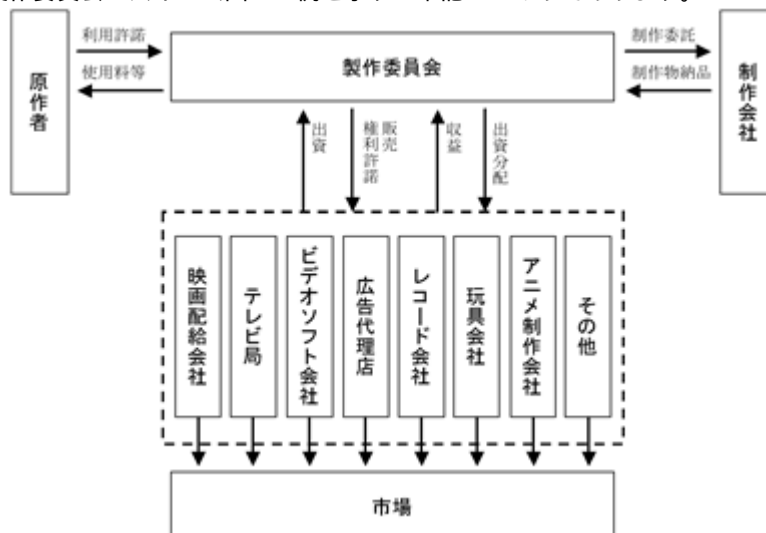 利用許諾
使用料等
原作者
製作委員会
制作委託
制作物納品
制作会社
出資
販売
権利許諾
収益
出資分配
映画配給会社
テレビ局
ビデオソフト会社
広告代理店
レコード会社
玩具会社
アニメ制作会社
その他
市場